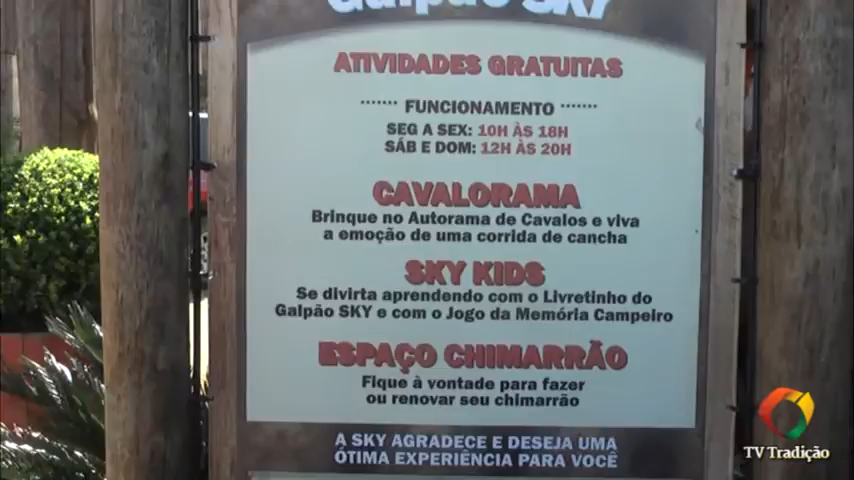 Galpão SKY
ATIVIDADES GRATUITAS
······· FUNCIONAMENTO ·······
SEG A SEX: 10H ÀS 18H
SÁB E DOM: 12H ÀS 20H
CAVALORAMA
Brinque no Autorama de Cavalos e viva
a emoção de uma corrida de cancha
SKY KIDS
Se divirta aprendendo com o Livretinho do
Galpão SKY e com o Jogo da Memória Campeiro
ESPAÇO CHIMARRÃO
Fique à vontade para fazer
ou renovar seu chimarrão
A SKY AGRADECE E DESEJA UMA
ÓTIMA EXPERIÊNCIA PARA VOCÊ
TV Tradição